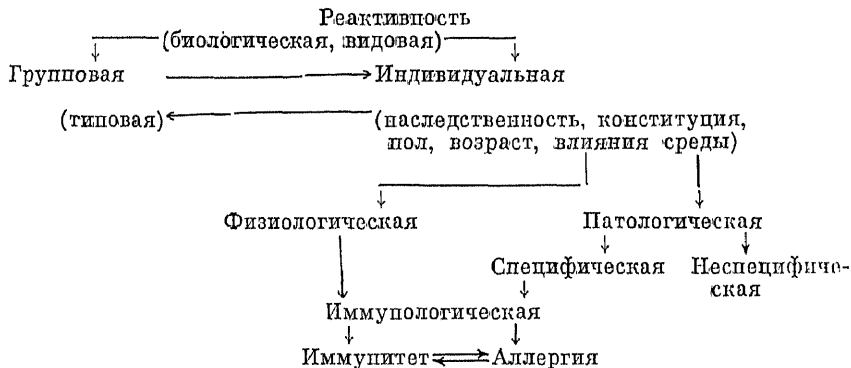 Реактивность
(биологическая, видовая)
Групповая Индивидуальная
(типовая) (наследственность, конституция,
пол, возраст, влияния среды)
Физиологическая Патологическая
Специфическая Неспецифиче-
ская
Иммунологическая
Иммунитет Аллергия